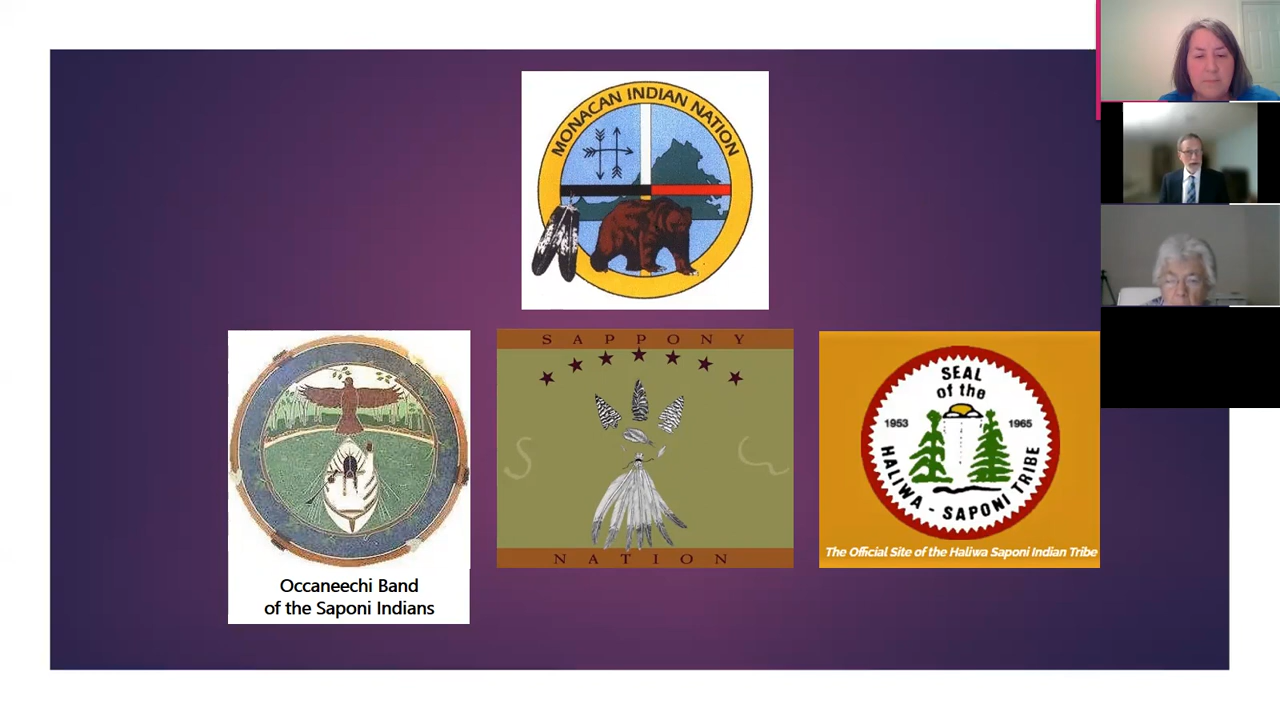 MONACAN INDIAN NATION
SAPPONY
SEAL
of the
1953
1965
HALIWA - SAPONI TRIBE
The Official Site of the Haliwa Saponi Indian Tribe
NATION
Occaneechi Band
of the Saponi Indians